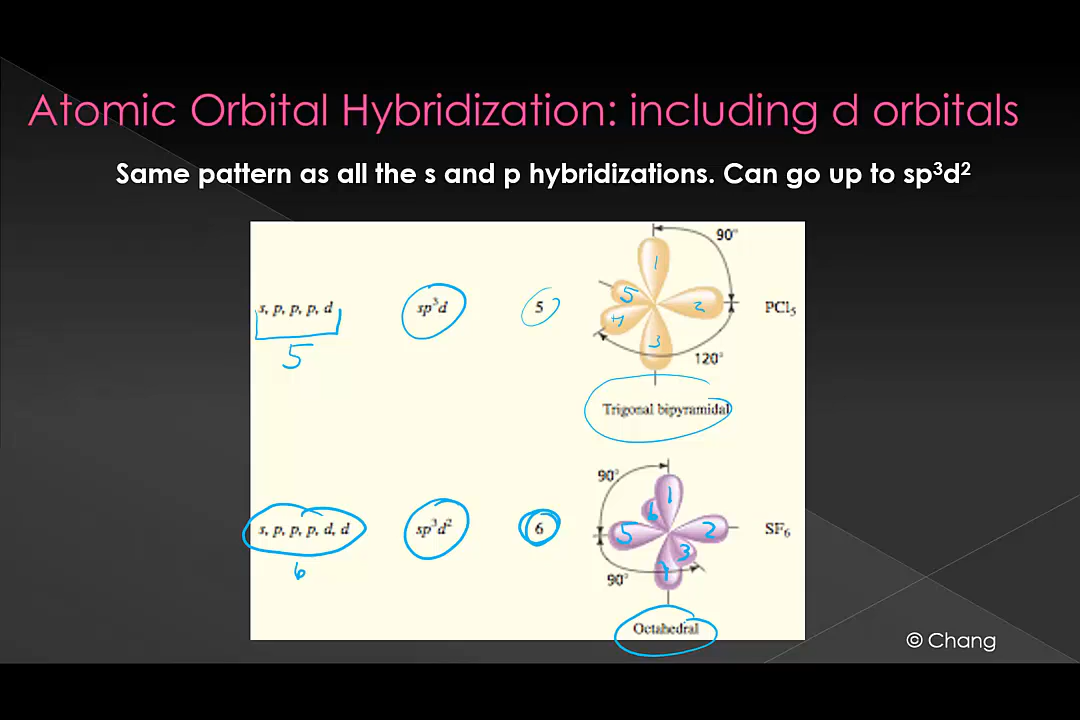 Atomic Orbital Hybridization: including d orbitals
Same pattern as all the s and p hybridizations. Can go up to sp³d²
90°
s, p, p, p, d
sp³d
5
1
5
2
4
3
PCl₅
5
120°
Trigonal bipyramidal
90°
s, p, p, p, d, d
sp³d²
6
1
6
5
2
3
4
SF₆
6
90°
Octahedral
© Chang